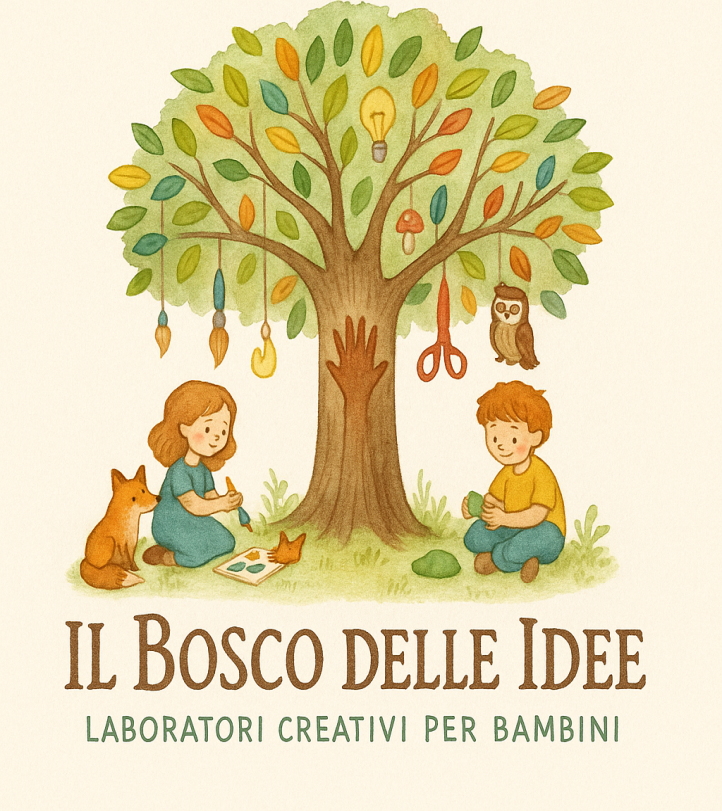 Il Bosco delle Idee
LABORATORI CREATIVI PER BAMBINI